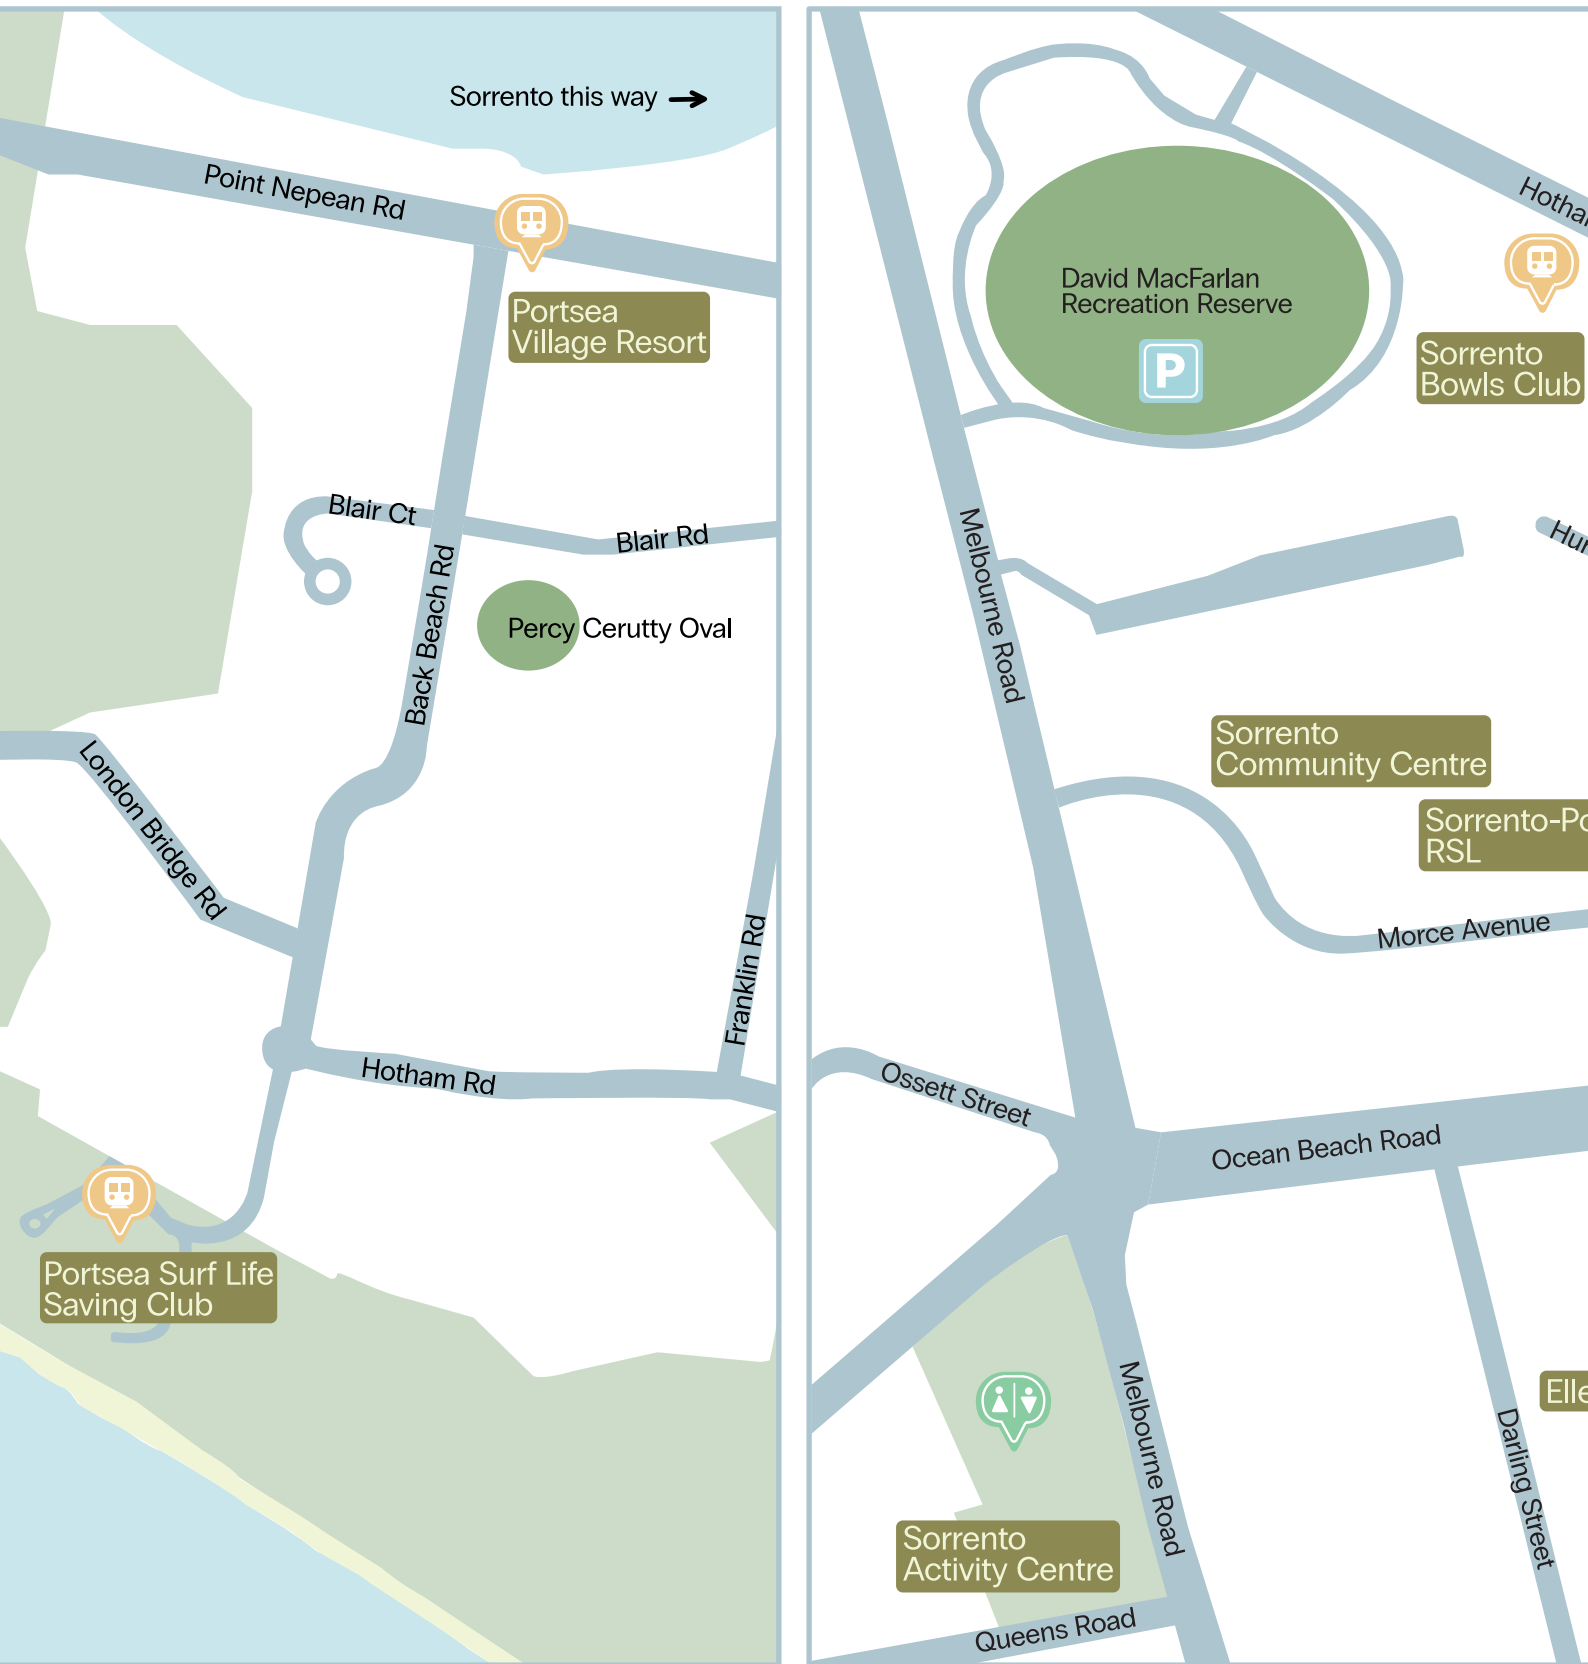 Sorrento this way
Point Nepean Rd
Portsea
Village Resort
Blair Ct
Blair Rd
Back Beach Rd
Percy Cerutty Oval
London Bridge Rd
Franklin Rd
Hotham Rd
Portsea Surf Life
Saving Club
David MacFarlan
Recreation Reserve
P
Sorrento
Bowls Club
Melbourne Road
Sorrento
Community Centre
RSL
Morce Avenue
Ossett Street
Ocean Beach Road
Melbourne Road
Darling Street
Sorrento
Activity Centre
Queens Road